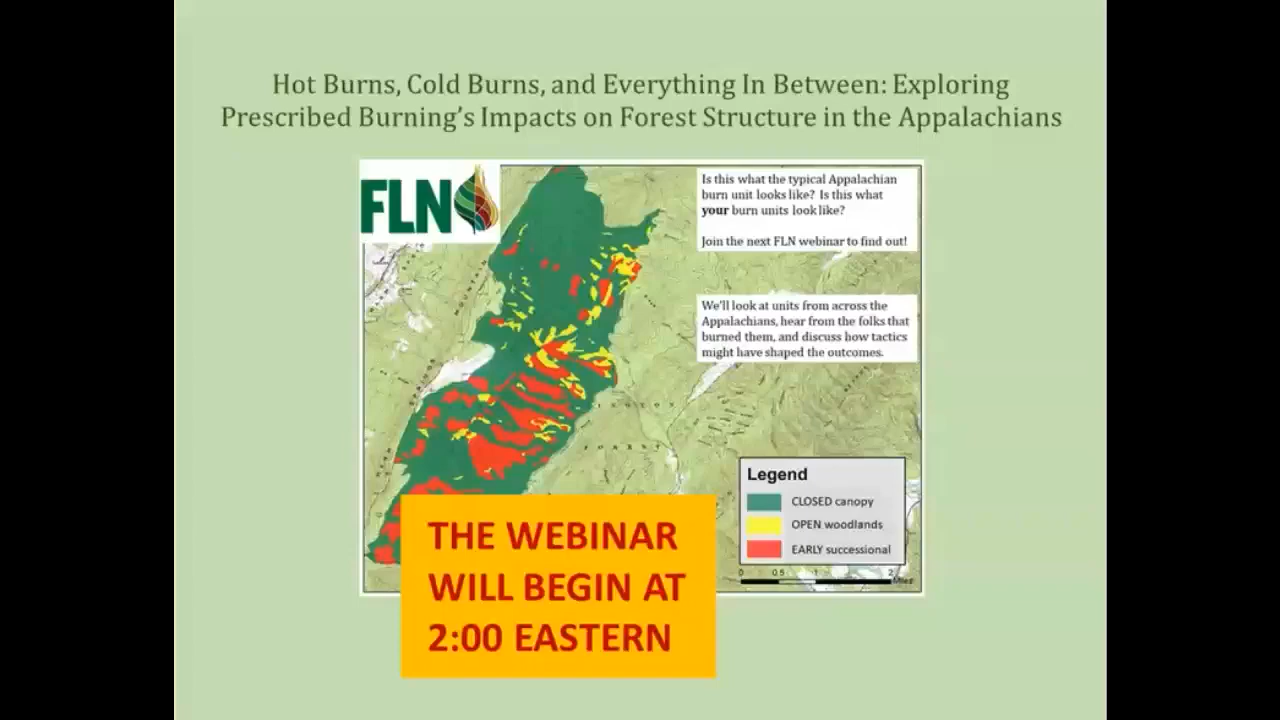 Hot Burns, Cold Burns, and Everything In Between: Exploring
Prescribed Burning's Impacts on Forest Structure in the Appalachians
FLN
Is this what the typical Appalachian
burn unit looks like? Is this what
your burn units look like?
Join the next FLN webinar to find out!
We'll look at units from across the
Appalachians, hear from the folks that
burned them, and discuss how tactics
might have shaped the outcomes.
MOUNTAIN
FOREST
Legend
CLOSED canopy
OPEN woodlands
EARLY successional
0 0.5 1 2
Miles
THE WEBINAR
WILL BEGIN AT
2:00 EASTERN